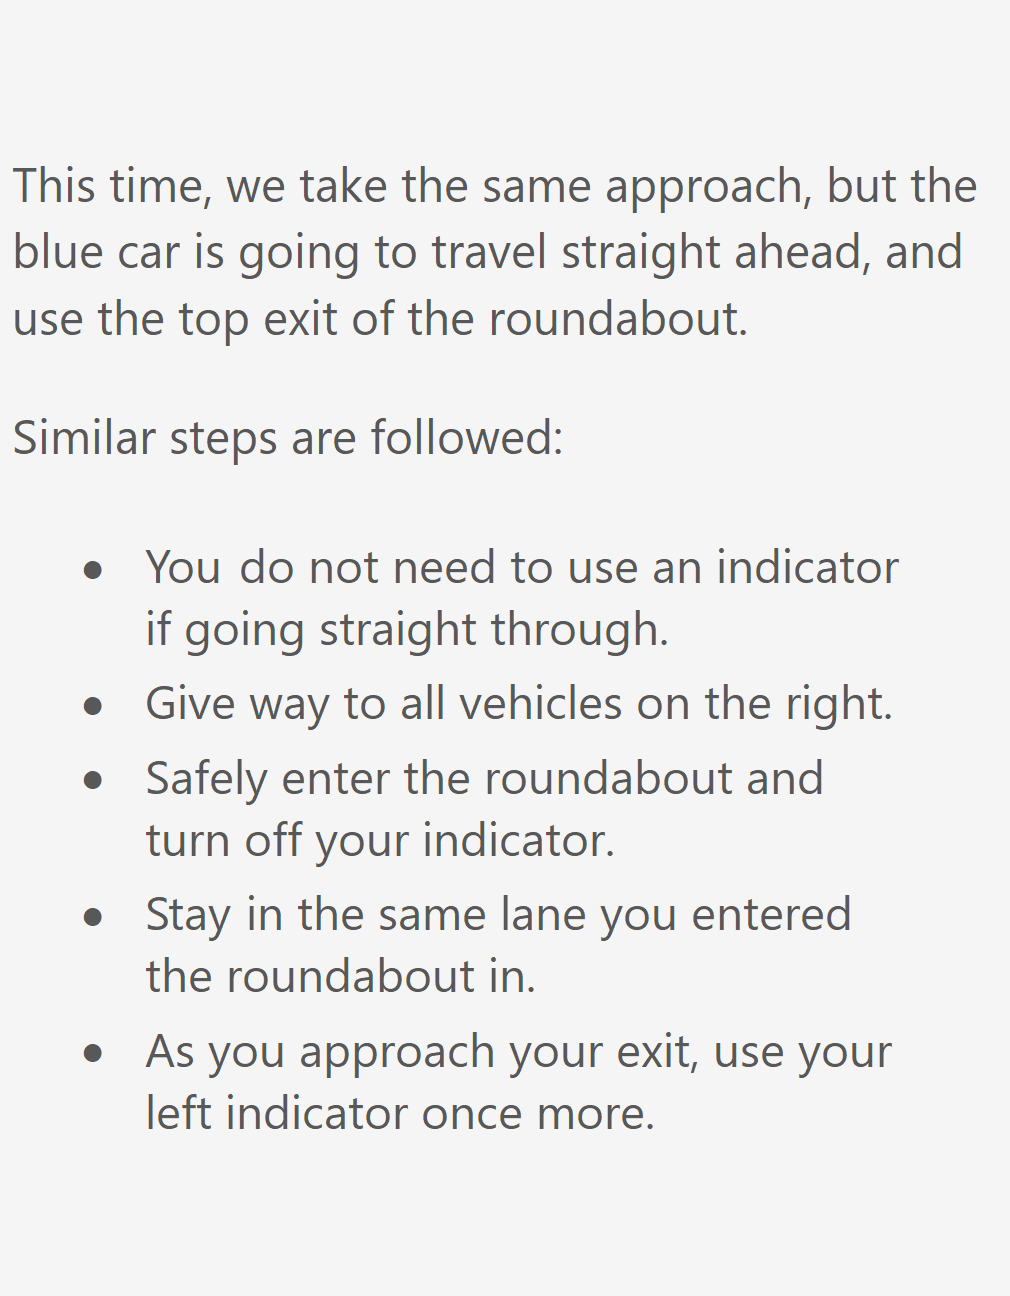 This time, we take the same approach, but the
blue car is going to travel straight ahead, and
use the top exit of the roundabout.
Similar steps are followed:
● You do not need to use an indicator
if going straight through.
● Give way to all vehicles on the right.
● Safely enter the roundabout and
turn off your indicator.
● Stay in the same lane you entered
the roundabout in.
● As you approach your exit, use your
left indicator once more.